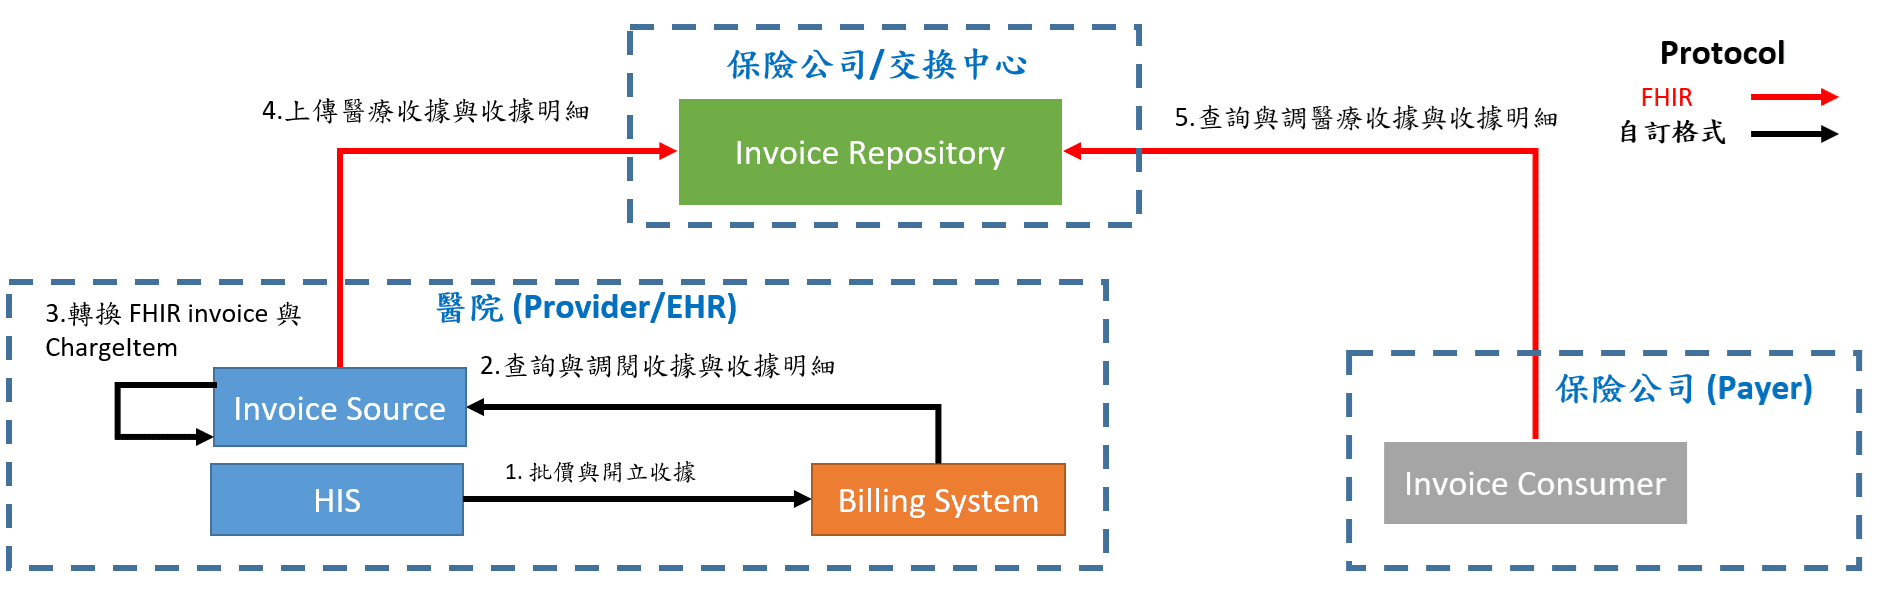 保險公司/交換中心
Protocol
FHIR
自訂格式
4.上傳醫療收據與收據明細
Invoice Repository
5.查詢與調醫療收據與收據明細
醫院 (Provider/EHR)
3.轉換 FHIR invoice 與
ChargeItem
2.查詢與調閱收據與收據明細
Invoice Source
1. 批價與開立收據
HIS
Billing System
保險公司 (Payer)
Invoice Consumer